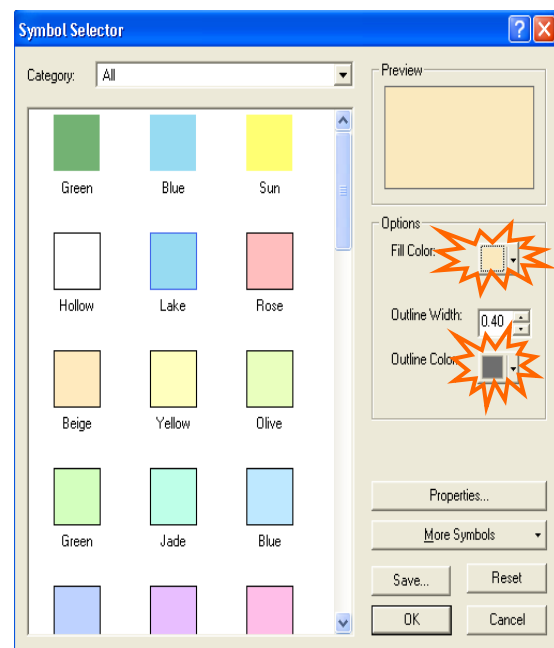 Symbol Selector
Category: All
Green Blue Sun
Hollow Lake Rose
Beige Yellow Olive
Green Jade Blue
Preview
Options
Fill Color:
Outline Width: 0.40
Outline Color:
Properties...
More Symbols
Save... Reset
OK Cancel